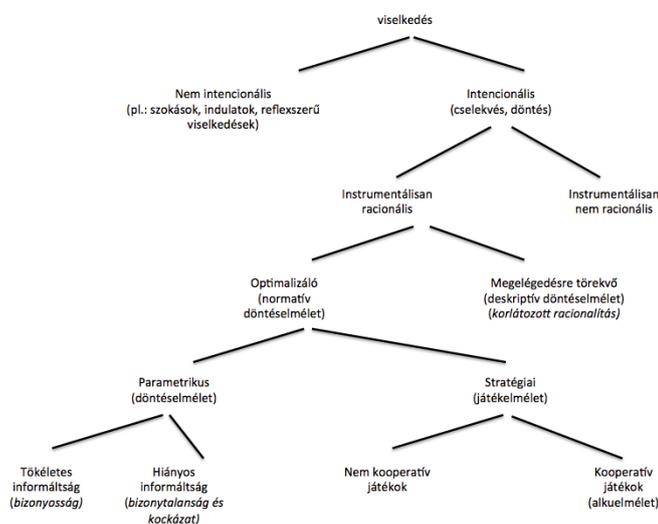 viselkedés
Nem intencionális
(pl.: szokások, indulatok, reflexszerű
viselkedések)
Intencionális
(cselekvés, döntés)
Instrumentálisan
racionális
Instrumentálisan
nem racionális
Optimalizáló
(normatív
döntéselmélet)
Megelégedésre törekvő
(deskriptív döntéselmélet)
(korlátozott racionalitás)
Parametrikus
(döntéselmélet)
Stratégiai
(játékelmélet)
Tökéletes
informáltság
(bizonyosság)
Hiányos
informáltság
(bizonytalanság és
kockázat)
Nem kooperatív
játékok
Kooperatív
játékok
(alkuelmélet)